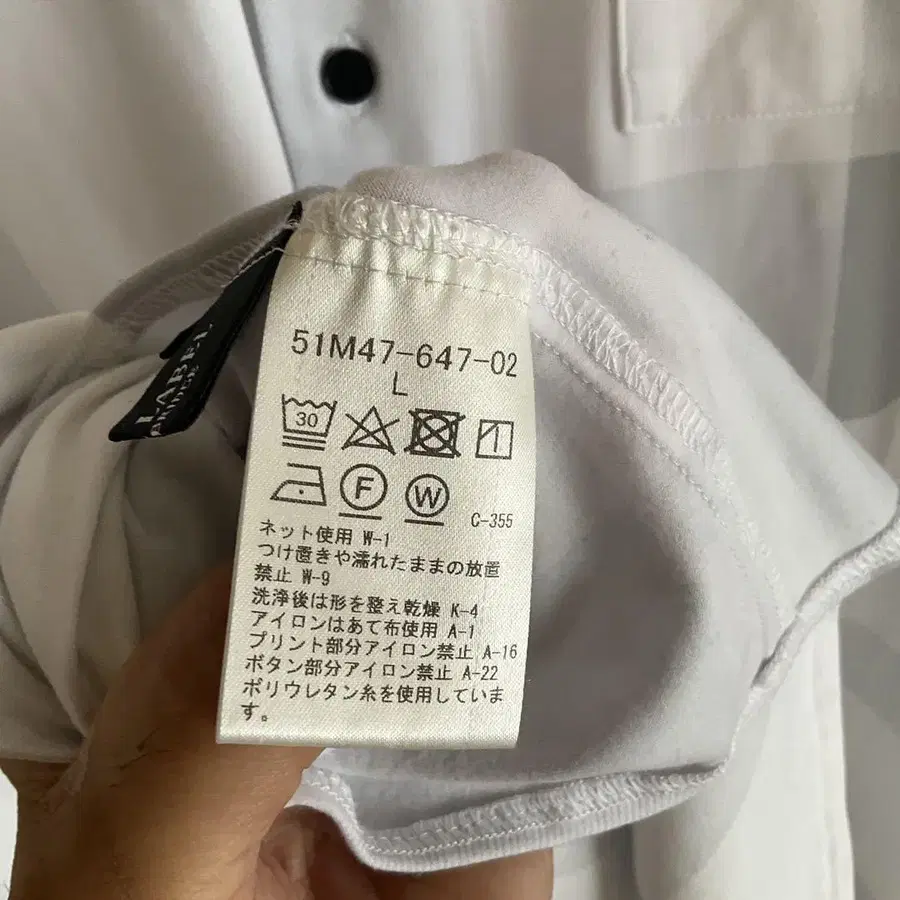 51M47-647-02
L
30
F
W
C-355
ネット使用 W-1
つけ置きや濡れたままの放置
禁止 W-9
洗浄後は形を整え乾燥 K-4
アイロンはあて布使用 A-1
プリント部分アイロン禁止 A-16
ボタン部分アイロン禁止 A-22
ポリウレタン糸を使用していま
す。
LABEL